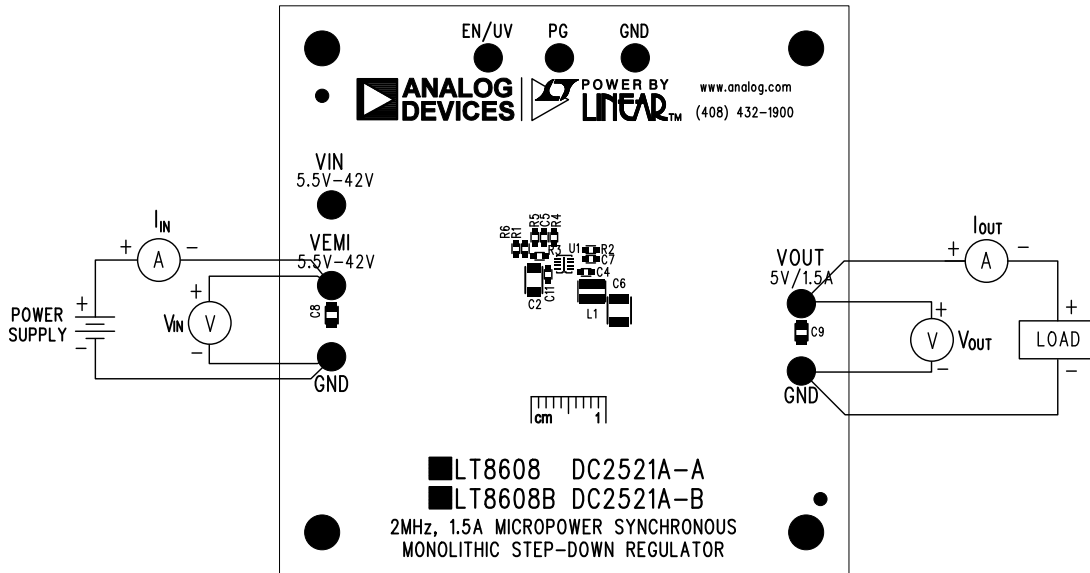 EN/UV PG GND
ANALOG DEVICES
POWER BY LINEAR™
www.analog.com
(408) 432-1900
VIN
5.5V-42V
VEMI
5.5V-42V
IIN
+ A -
POWER SUPPLY
+
-
+
VIN V
-
C8
GND
R6
R1
R5
C5
R4
R3
U1
R2
C7
C4
C2
C11
L1
C6
VOUT
5V/1.5A
IOUT
+ A -
C9
+
V VOUT
-
+
LOAD
-
GND
cm 1
LT8608 DC2521A-A
LT8608B DC2521A-B
2MHz, 1.5A MICROPOWER SYNCHRONOUS
MONOLITHIC STEP-DOWN REGULATOR